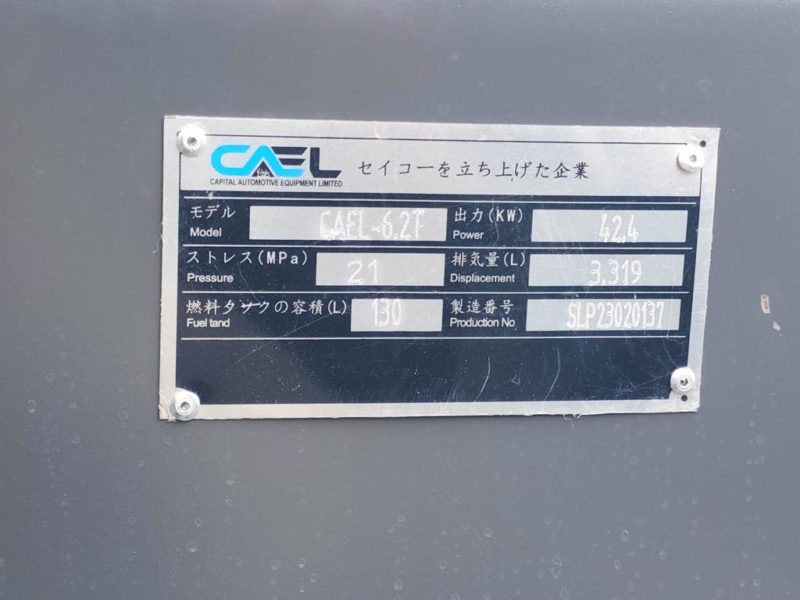 CAEL セイコーを立ち上げた企業
CAPITAL AUTOMOTIVE EQUIPMENT LIMITED
モデル 出力(KW)
Model CAEL-6.2T Power 42.4
ストレス(MPa) 排気量(L)
Pressure 21 Displacement 3.319
燃料タソクの容積(L) 製造番号
Fuel tand 130 Production No SLP23020137